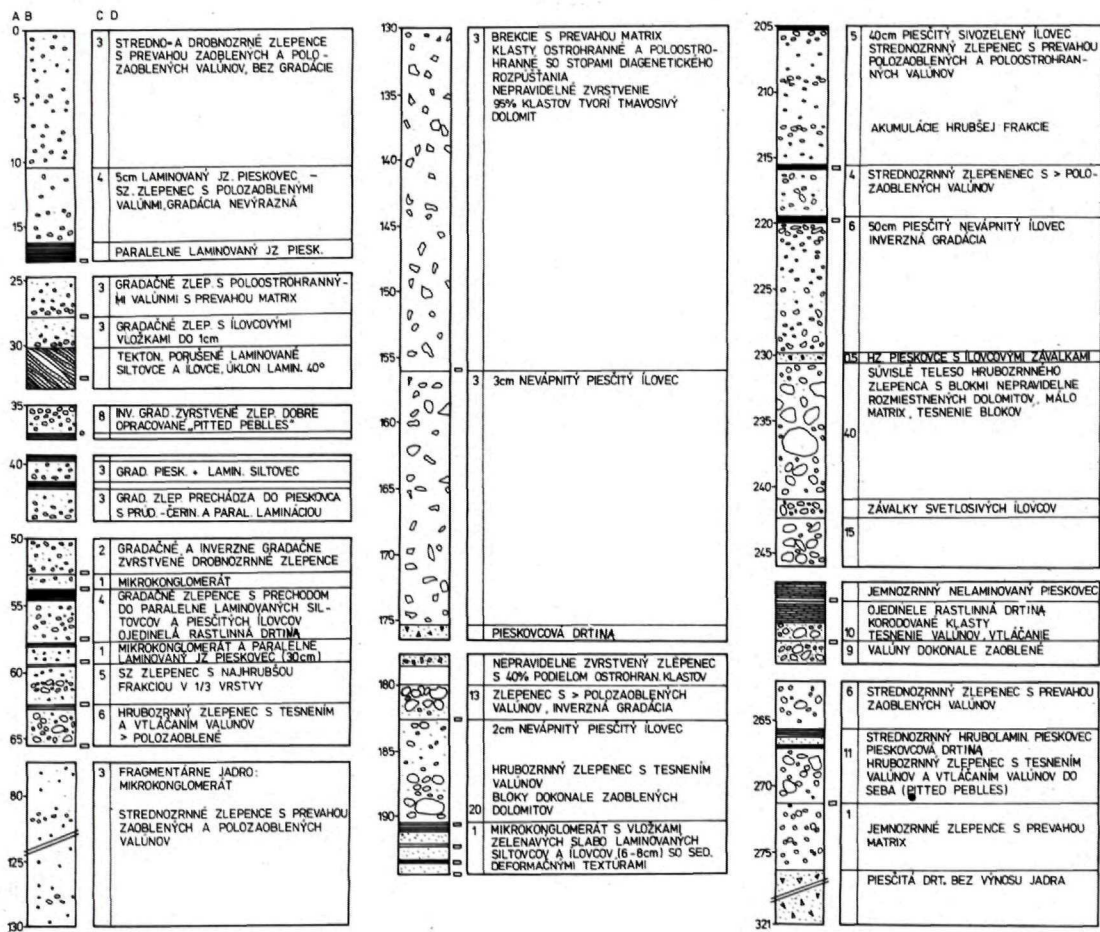 A B C D
0
3 STREDNO- A DROBNOZRNÉ ZLEPENCE
S PREVAHOU ZAOBLENÝCH A POLO-
ZAOBLENÝCH VALÚNOV, BEZ GRADÁCIE
5
10
4 5cm LAMINOVANÝ JZ. PIESKOVEC –
SZ. ZLEPENEC S POLOZAOBLENÝMI
VALÚNMI, GRADÁCIA NEVÝRAZNÁ
15
PARALELNE LAMINOVANÝ JZ PIESK.
25
3 GRADAČNÉ ZLEP. S POLOOSTROHRANNÝ-
MI VALÚNMI S PREVAHOU MATRIX
3 GRADAČNÉ ZLEP. S ÍLOVCOVÝMI
VLOŽKAMI DO 1cm
30
TEKTON. PORUŠENÉ LAMINOVANÉ
SILTOVCE A ÍLOVCE, ÚKLON LAMIN. 40°
35
8 INV. GRAD. ZVRSTVENÉ ZLEP. DOBRE
OPRACOVANÉ „PITTED PEBLLES“
40
3 GRAD. PIESK. + LAMIN. SILTOVEC
3 GRAD. ZLEP. PRECHÁDZA DO PIESKOVCA
S PRÚD.-ČERIN. A PARAL. LAMINÁCIOU
50
2 GRADAČNÉ A INVERZNE GRADAČNE
ZVRSTVENÉ DROBNOZRNNÉ ZLEPENCE
1 MIKROKONGLOMERÁT
4 GRADAČNÉ ZLEPENCE S PRECHODOM
55
DO PARALELNE LAMINOVANÝCH SIL-
TOVCOV A PIESČITÝCH ÍLOVCOV
OJEDINELÁ RASTLINNÁ DRTINA
1 MIKROKONGLOMERÁT A PARALELNE
LAMINOVANÝ JZ PIESKOVEC (30cm)
60
5 SZ ZLEPENEC S NAJHRUBŠOU
FRAKCIOU V 1/3 VRSTVY
6 HRUBOZRNNÝ ZLEPENEC S TESNENÍM
A VTLÁČANÍM VALÚNOV
65
> POLOZAOBLENÉ
3 FRAGMENTÁRNE JADRO:
MIKROKONGLOMERÁT
80
STREDNOZRNNÉ ZLEPENCE S PREVAHOU
ZAOBLENÝCH A POLOZAOBLENÝCH
VALÚNOV
125
130
130
3 BREKCIE S PREVAHOU MATRIX
KLASTY OSTROHRANNÉ A POLOOSTRO-
HRANNÉ SO STOPAMI DIAGENETICKÉHO
ROZPÚŠŤANIA
NEPRAVIDELNÉ ZVRSTVENIE
95% KLASTOV TVORÍ TMAVOSIVÝ
DOLOMIT
135
140
145
150
155
3 3cm NEVÁPNITÝ PIESČITÝ ÍLOVEC
160
165
170
175
PIESKOVCOVÁ DRTINA
NEPRAVIDELNE ZVRSTVENÝ ZLEPENEC
S 40% PODIELOM OSTROHRAN. KLASTOV
180
13 ZLEPENEC S > POLOZAOBLENÝCH
VALÚNOV, INVERZNÁ GRADÁCIA
2cm NEVÁPNITÝ PIESČITÝ ÍLOVEC
185
HRUBOZRNNÝ ZLEPENEC S TESNENÍM
VALÚNOV
BLOKY DOKONALE ZAOBLENÝCH
20 DOLOMITOV
190
1 MIKROKONGLOMERÁT S VLOŽKAMI
ZELENAVÝCH SLABO LAMINOVANÝCH
SILTOVCOV A ÍLOVCOV (6-8cm) SO SED.
DEFORMAČNÝMI TEXTURAMI
205
5 40cm PIESČITÝ SIVOZELENÝ ÍLOVEC
STREDNOZRNNÝ ZLEPENEC S PREVAHOU
POLOZAOBLENÝCH A POLOOSTROHRAN-
NÝCH VALÚNOV
210
AKUMULÁCIE HRUBŠEJ FRAKCIE
215
4 STREDNOZRNNÝ ZLEPENENEC S > POLO-
ZAOBLENÝCH VALÚNOV
220
6 50cm PIESČITÝ NEVÁPNITÝ ÍLOVEC
INVERZNÁ GRADÁCIA
225
230
0,5 HZ. PIESKOVCE S ÍLOVCOVÝMI ZÁVALKAMI
SÚVISLÉ TELESO HRUBOZRNNÉHO
ZLEPENCA S BLOKMI NEPRAVIDELNE
ROZMIESTNENÝCH DOLOMITOV, MÁLO
MATRIX, TESNENIE BLOKOV
235
40
240
ZÁVALKY SVETLOSIVÝCH ÍLOVCOV
15
245
JEMNOZRNNÝ NELAMINOVANÝ PIESKOVEC
OJEDINELE RASTLINNÁ DRTINA
KORODOVANÉ KLASTY
10 TESNENIE VALÚNOV, VTLÁČANIE
9 VALÚNY DOKONALE ZAOBLENÉ
6 STREDNOZRNNÝ ZLEPENEC S PREVAHOU
ZAOBLENÝCH VALÚNOV
265
STREDNOZRNNÝ HRUBOLAMIN. PIESKOVEC
11 PIESKOVCOVÁ DRTINA
HRUBOZRNNÝ ZLEPENEC S TESNENÍM
VALÚNOV A VTLÁČANÍM VALÚNOV DO
SEBA (PITTED PEBLLES)
270
1
JEMNOZRNNÉ ZLEPENCE S PREVAHOU
MATRIX
275
PIESČITÁ DRT. BEZ VÝNOSU JADRA
321